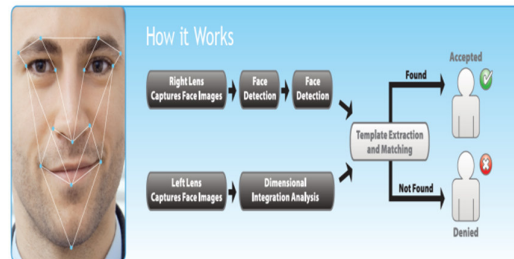 How it Works
Accepted
Right Lens
Captures Face Images
Face
Detection
Face
Detection
Found
Template Extraction
and Matching
Left Lens
Captures Face Images
Dimensional
Integration Analysis
Not Found
Denied